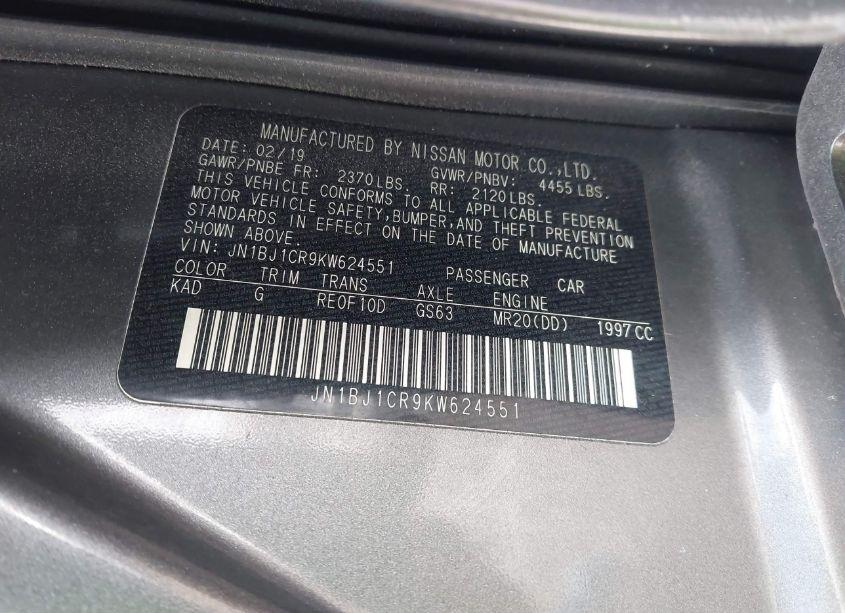 MANUFACTURED BY NISSAN MOTOR CO.,LTD.
DATE: 02/19 GVWR/PNBV: 4455 LBS.
GAWR/PNBE FR: 2370LBS. RR: 2120LBS.
THIS VEHICLE CONFORMS TO ALL APPLICABLE FEDERAL
MOTOR VEHICLE SAFETY,BUMPER,AND THEFT PREVENTION
STANDARDS IN EFFECT ON THE DATE OF MANUFACTURE
SHOWN ABOVE.
VIN: JN1BJ1CR9KW624551 PASSENGER CAR
COLOR TRIM TRANS AXLE ENGINE
KAD G RE0F10D GS63 MR20(DD) 1997CC
JN1BJ1CR9KW624551